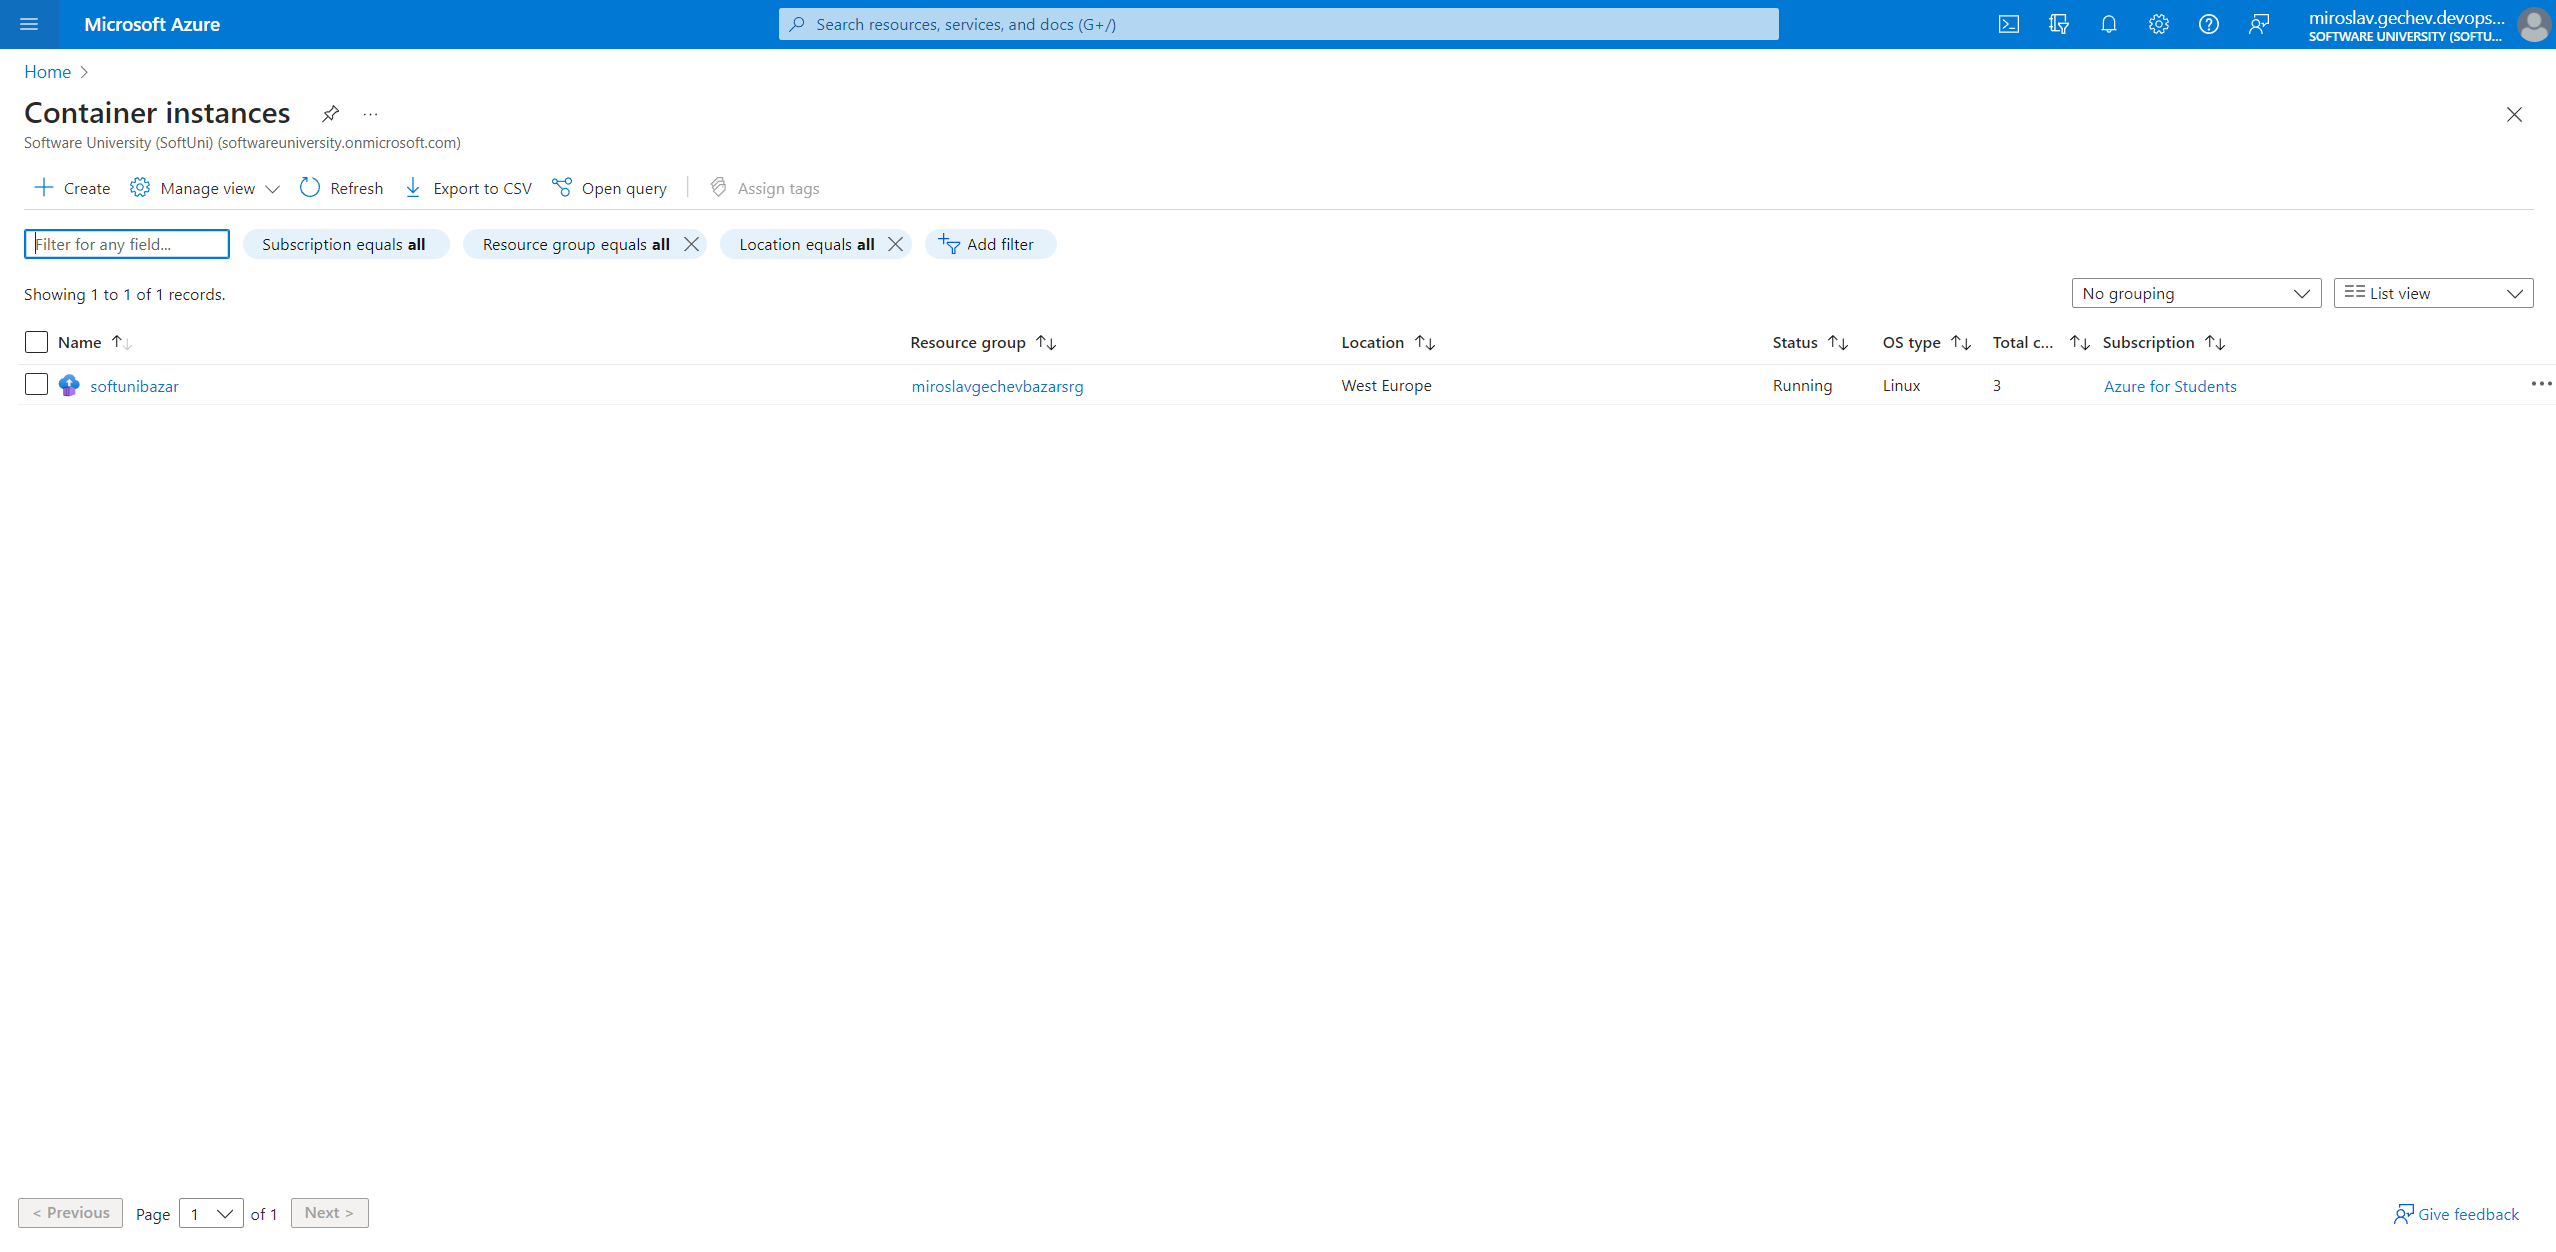 Microsoft Azure
Search resources, services, and docs (G+/)
miroslav.gechev.devops...
SOFTWARE UNIVERSITY (SOFTU...
Home
Container instances
...
Software University (SoftUni) (softwareuniversity.onmicrosoft.com)
Create Manage view Refresh Export to CSV Open query Assign tags
Filter for any field... Subscription equals all Resource group equals all Location equals all Add filter
Showing 1 to 1 of 1 records. No grouping List view
Name Resource group Location Status OS type Total c... Subscription
softunibazar miroslavgechevbazarsrg West Europe Running Linux 3 Azure for Students ...
< Previous Page 1 of 1 Next > Give feedback